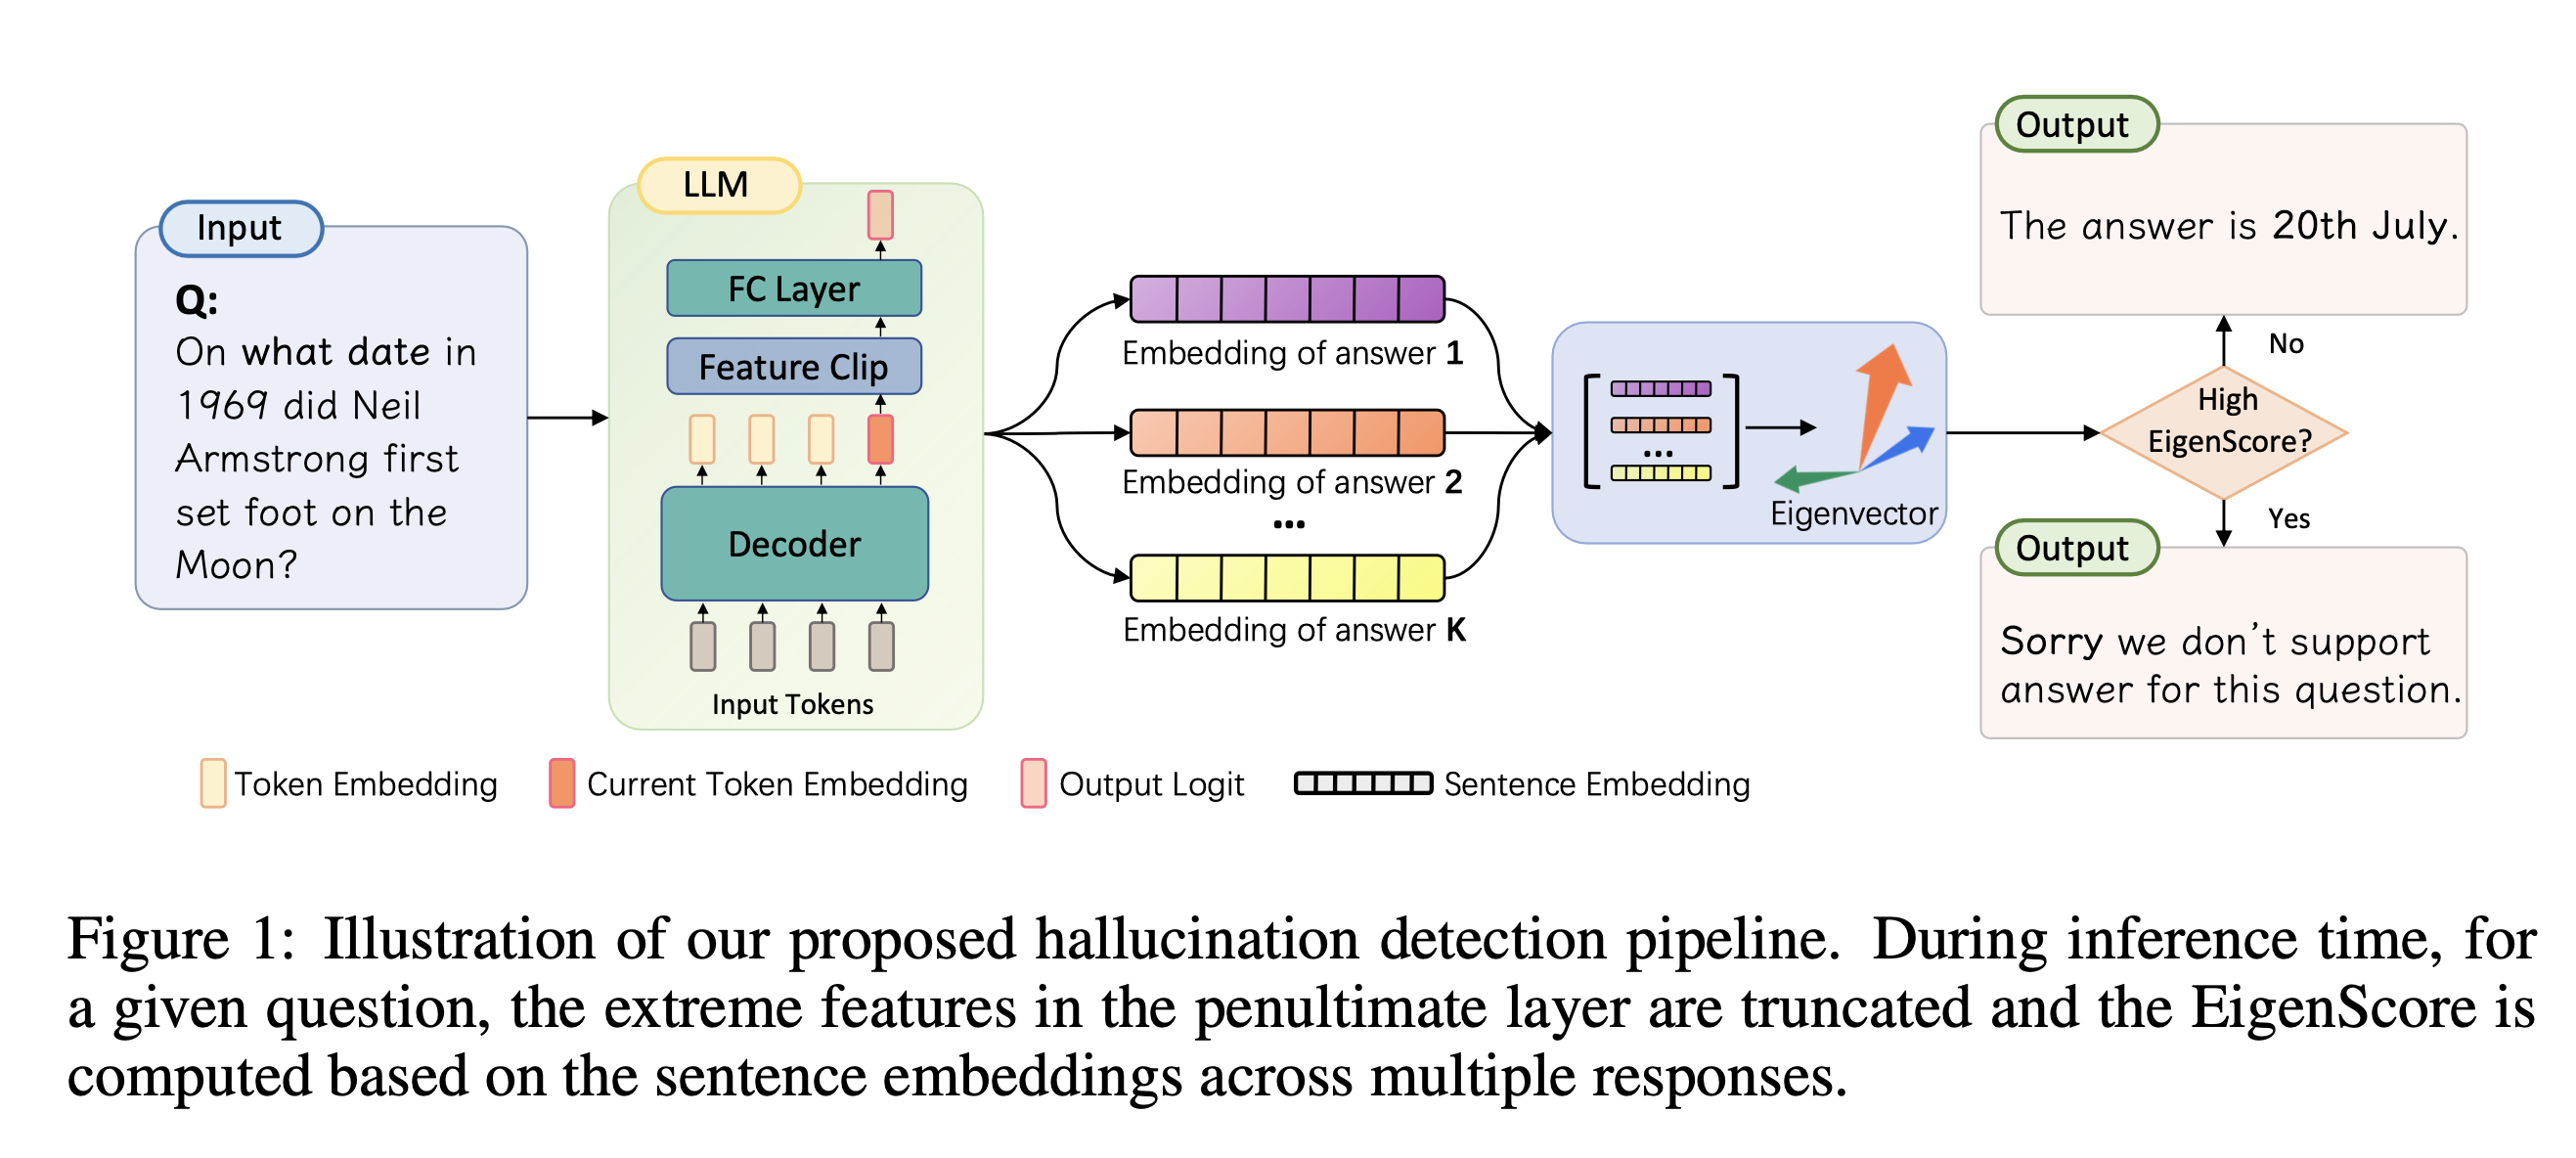 Input
Q:
On what date in
1969 did Neil
Armstrong first
set foot on the
Moon?
LLM
FC Layer
Feature Clip
Decoder
Input Tokens
Embedding of answer 1
Embedding of answer 2
...
Embedding of answer K
...
Eigenvector
High
EigenScore?
No
Yes
Output
The answer is 20th July.
Output
Sorry we don't support
answer for this question.
Token Embedding
Current Token Embedding
Output Logit
Sentence Embedding
Figure 1: Illustration of our proposed hallucination detection pipeline. During inference time, for
a given question, the extreme features in the penultimate layer are truncated and the EigenScore is
computed based on the sentence embeddings across multiple responses.